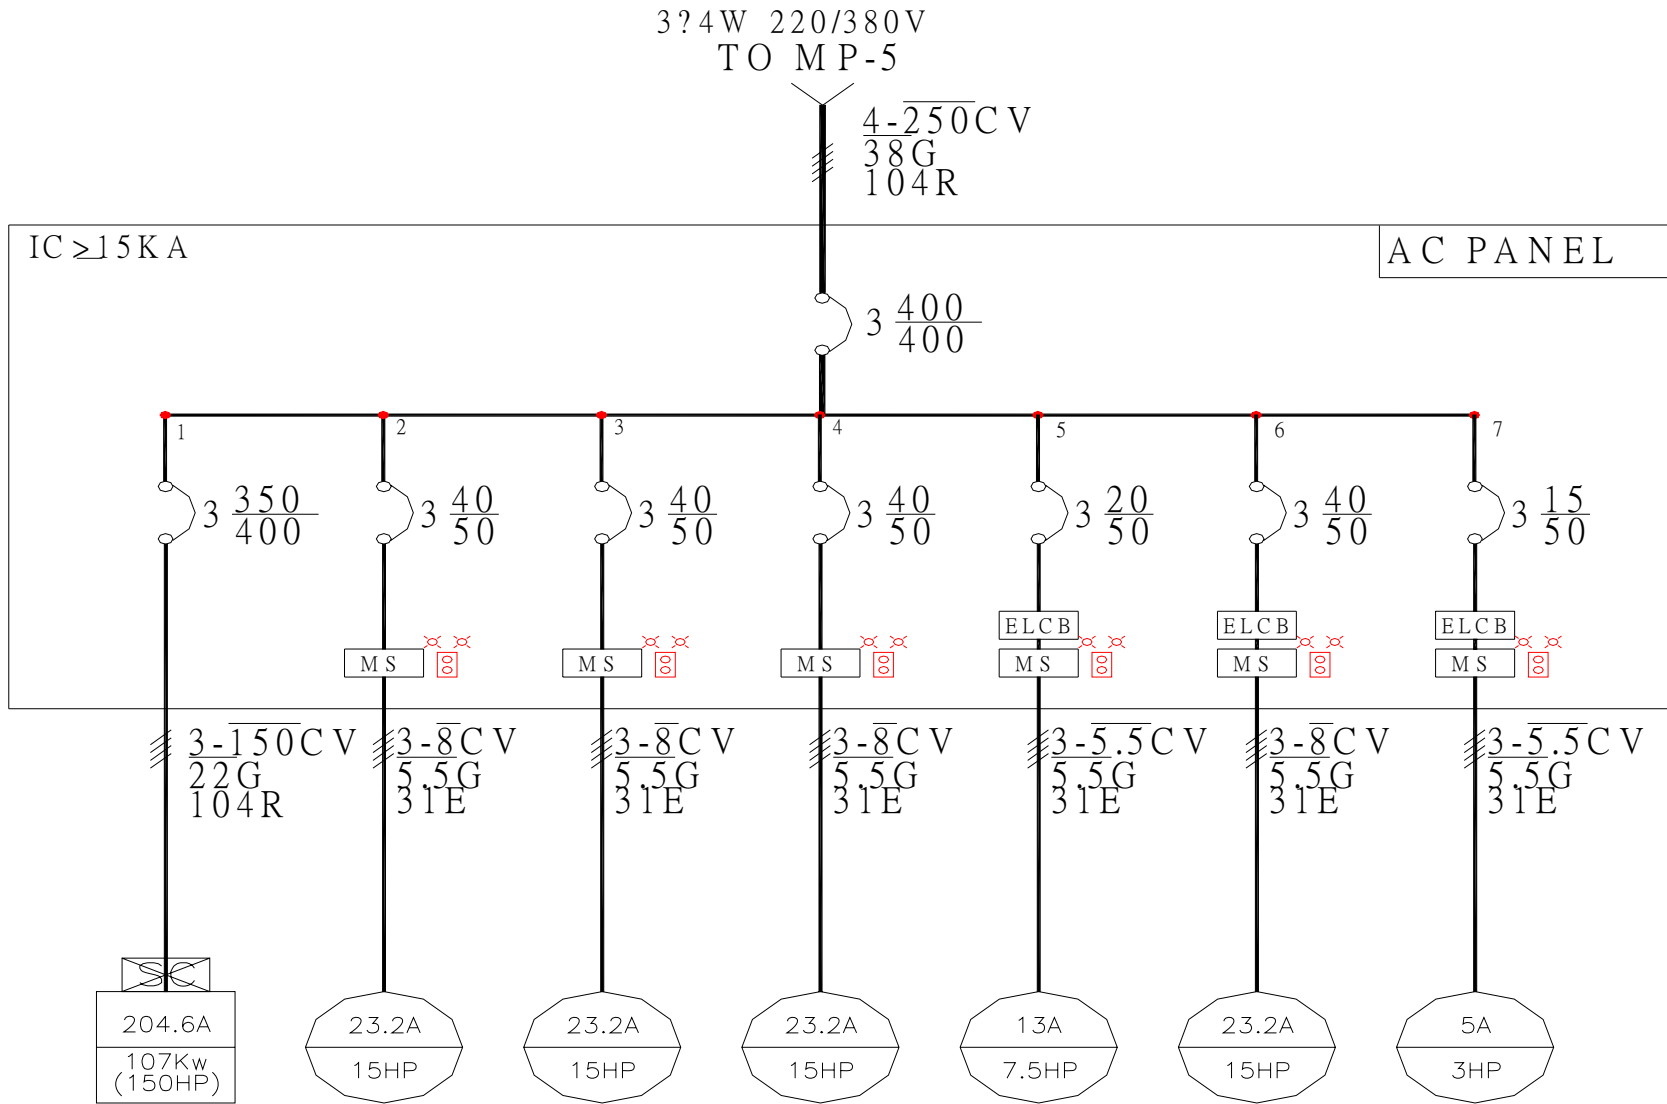 3?4W 220/380V
TO MP-5
4-250CV
38G
104R
IC≥15KA
AC PANEL
3 400
400
1
2
3
4
5
6
7
3 350
400
3 40
50
3 40
50
3 40
50
3 20
50
3 40
50
3 15
50
ELCB
ELCB
ELCB
MS
MS
MS
MS
MS
MS
3-150CV
22G
104R
3-8CV
5.5G
31E
3-8CV
5.5G
31E
3-8CV
5.5G
31E
3-5.5CV
5.5G
31E
3-8CV
5.5G
31E
3-5.5CV
5.5G
31E
SC
204.6A
107Kw
(150HP)
23.2A
15HP
23.2A
15HP
23.2A
15HP
13A
7.5HP
23.2A
15HP
5A
3HP